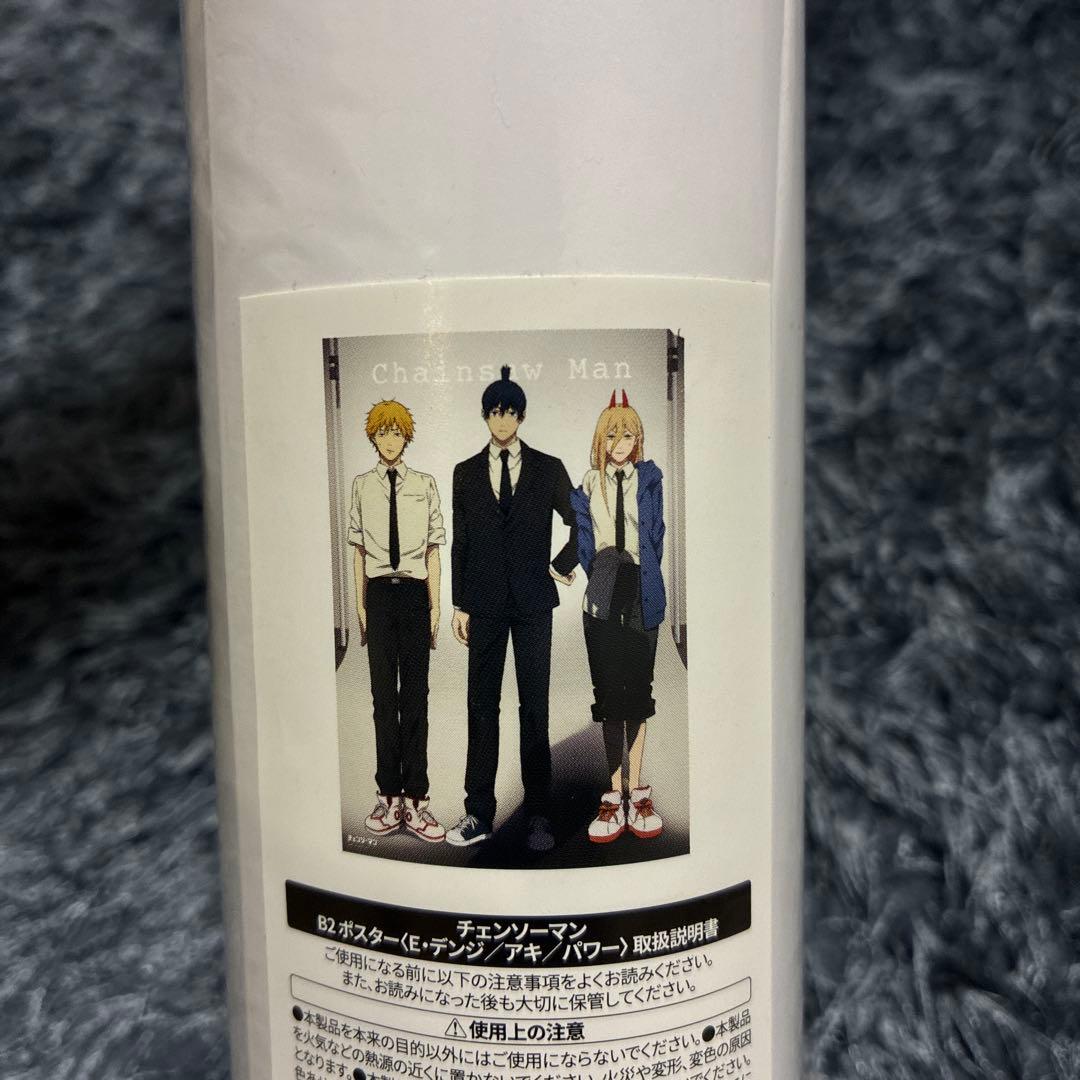 Chainsaw Man
チェンソーマン
チェンソーマン
B2ポスター〈E・デンジ／アキ／パワー〉取扱説明書
ご使用になる前に以下の注意事項をよくお読みください。
また、お読みになった後も大切に保管してください。
⚠使用上の注意
●本製品を本来の目的以外にはご使用にならないでください。●本製品
を火気などの熱源の近くに置かないでください。火災や変形、変色の原因
となります。●本製